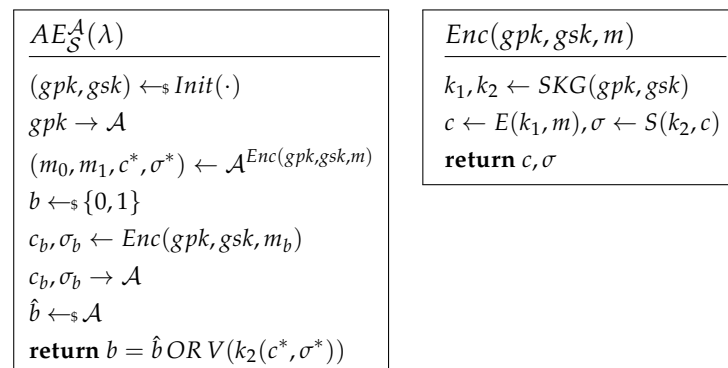 AE_S^A(λ)
(gpk, gsk) ←$ Init(·)
gpk → A
(m_0, m_1, c*, σ*) ← A^{Enc(gpk,gsk,m)}
b ←$ {0, 1}
c_b, σ_b ← Enc(gpk, gsk, m_b)
c_b, σ_b → A
b̂ ←$ A
return b = b̂ OR V(k_2(c*, σ*))
Enc(gpk, gsk, m)
k_1, k_2 ← SKG(gpk, gsk)
c ← E(k_1, m), σ ← S(k_2, c)
return c, σ